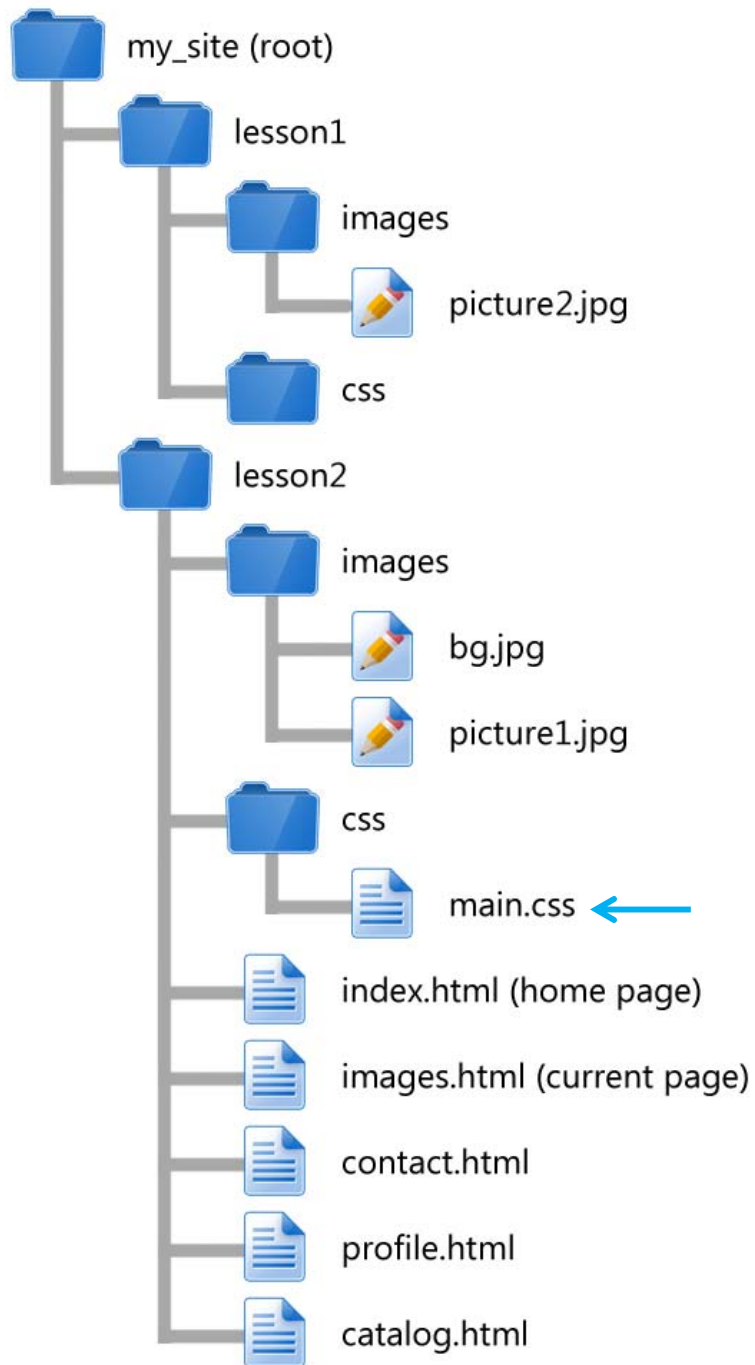 my_site (root)
lesson1
images
picture2.jpg
css
lesson2
images
bg.jpg
picture1.jpg
css
main.css
index.html (home page)
images.html (current page)
contact.html
profile.html
catalog.html